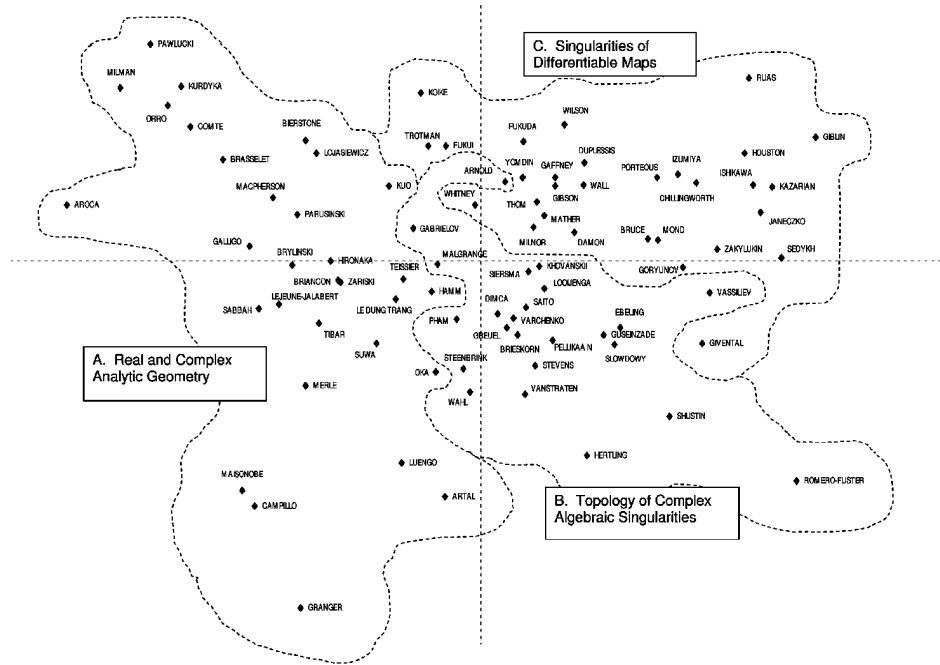 PAWLUCKI
C. Singularities of
Differentiable Maps
MILMAN
RUAS
KURDYKA
KOIKE
ORRO
COMTE
BIERSTONE
WILSON
FUKUDA
GIBLIN
TROTMAN
FUKUI
LOJASIEWICZ
DUPLESSIS
BRASSELET
YOMDIN
GAFFNEY
PORTEOUS
IZUMIYA
HOUSTON
ARNOLD
ISHIKAWA
MACPHERSON
KUO
WHITNEY
GIBSON
WALL
CHILLINGWORTH
KAZARIAN
AROCA
THOM
PARUSINSKI
MATHER
JANECZKO
GABRIELOV
MILNOR
DAMON
BRUCE
MOND
GALLIGO
ZAKYLUKIN
SEDYKH
BRYLINSKI
HIRONAKA
MALGRANGE
TEISSIER
SIERSMA
KHOVANSKII
GORYUNOV
BRIANCON
ZARISKI
LOOIJENGA
HAMM
VASSILIEV
LEJEUNE-JALABERT
DIMCA
SAITO
SABBAH
LE DUNG TRANG
EBELING
PHAM
VARCHENKO
TIBAR
GREUEL
GUSEINZADE
GIVENTAL
SUWA
BRIESKORN
PELLIKAAN
SLOWDOWY
A. Real and Complex
Analytic Geometry
STEENBRINK
OKA
STEVENS
MERLE
WAHL
VANSTRATEN
SHUSTIN
HERTLING
LUENGO
MAISONOBE
ROMERO-FUSTER
ARTAL
CAMPILLO
B. Topology of Complex
Algebraic Singularities
GRANGER